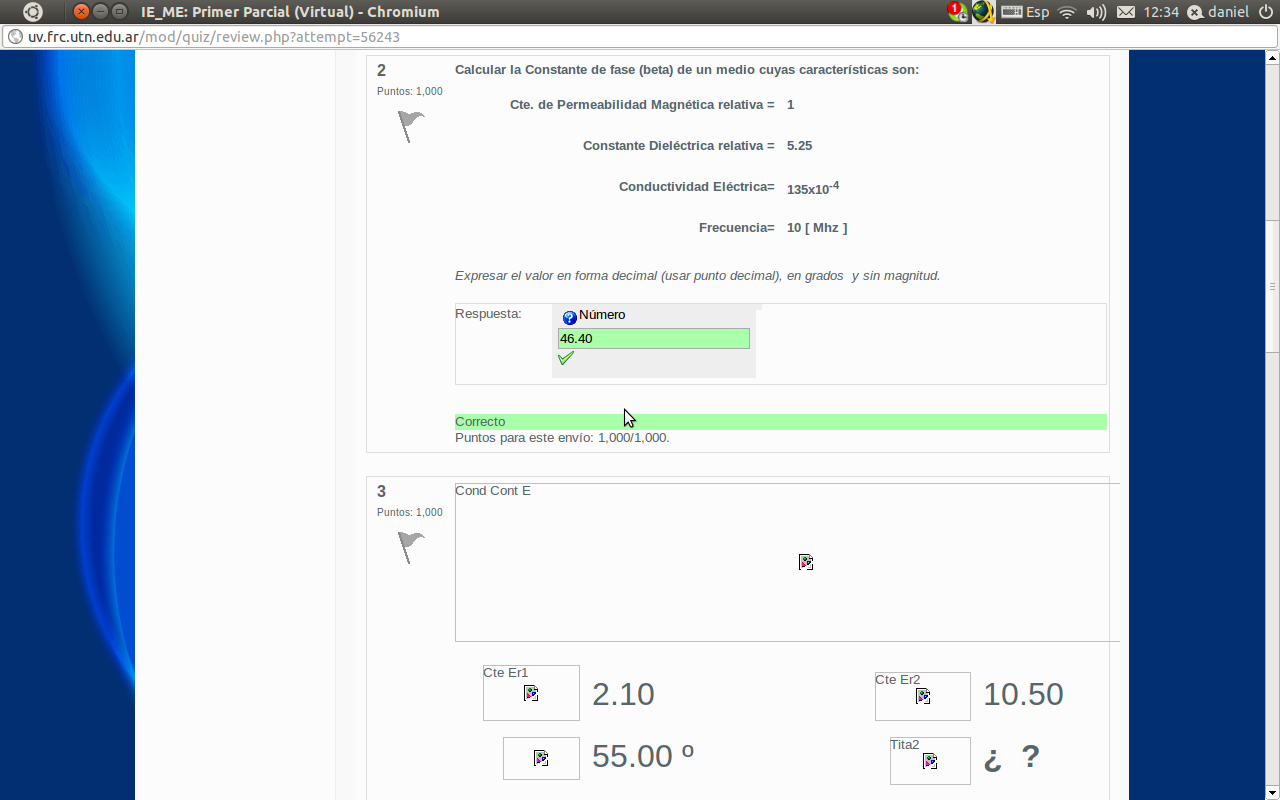 IE_ME: Primer Parcial (Virtual) - Chromium
1
Esp
12:34
daniel
uv.frc.utn.edu.ar/mod/quiz/review.php?attempt=56243
2
Puntos: 1,000
Calcular la Constante de fase (beta) de un medio cuyas características son:
Cte. de Permeabilidad Magnética relativa = 1
Constante Dieléctrica relativa = 5.25
Conductividad Eléctrica= 135x10-4
Frecuencia= 10 [ Mhz ]
Expresar el valor en forma decimal (usar punto decimal), en grados y sin magnitud.
Respuesta:
Número
46.40
Correcto
Puntos para este envío: 1,000/1,000.
3
Puntos: 1,000
Cond Cont E
Cte Er1 2.10
Cte Er2 10.50
55.00 º
Tita2 ¿ ?